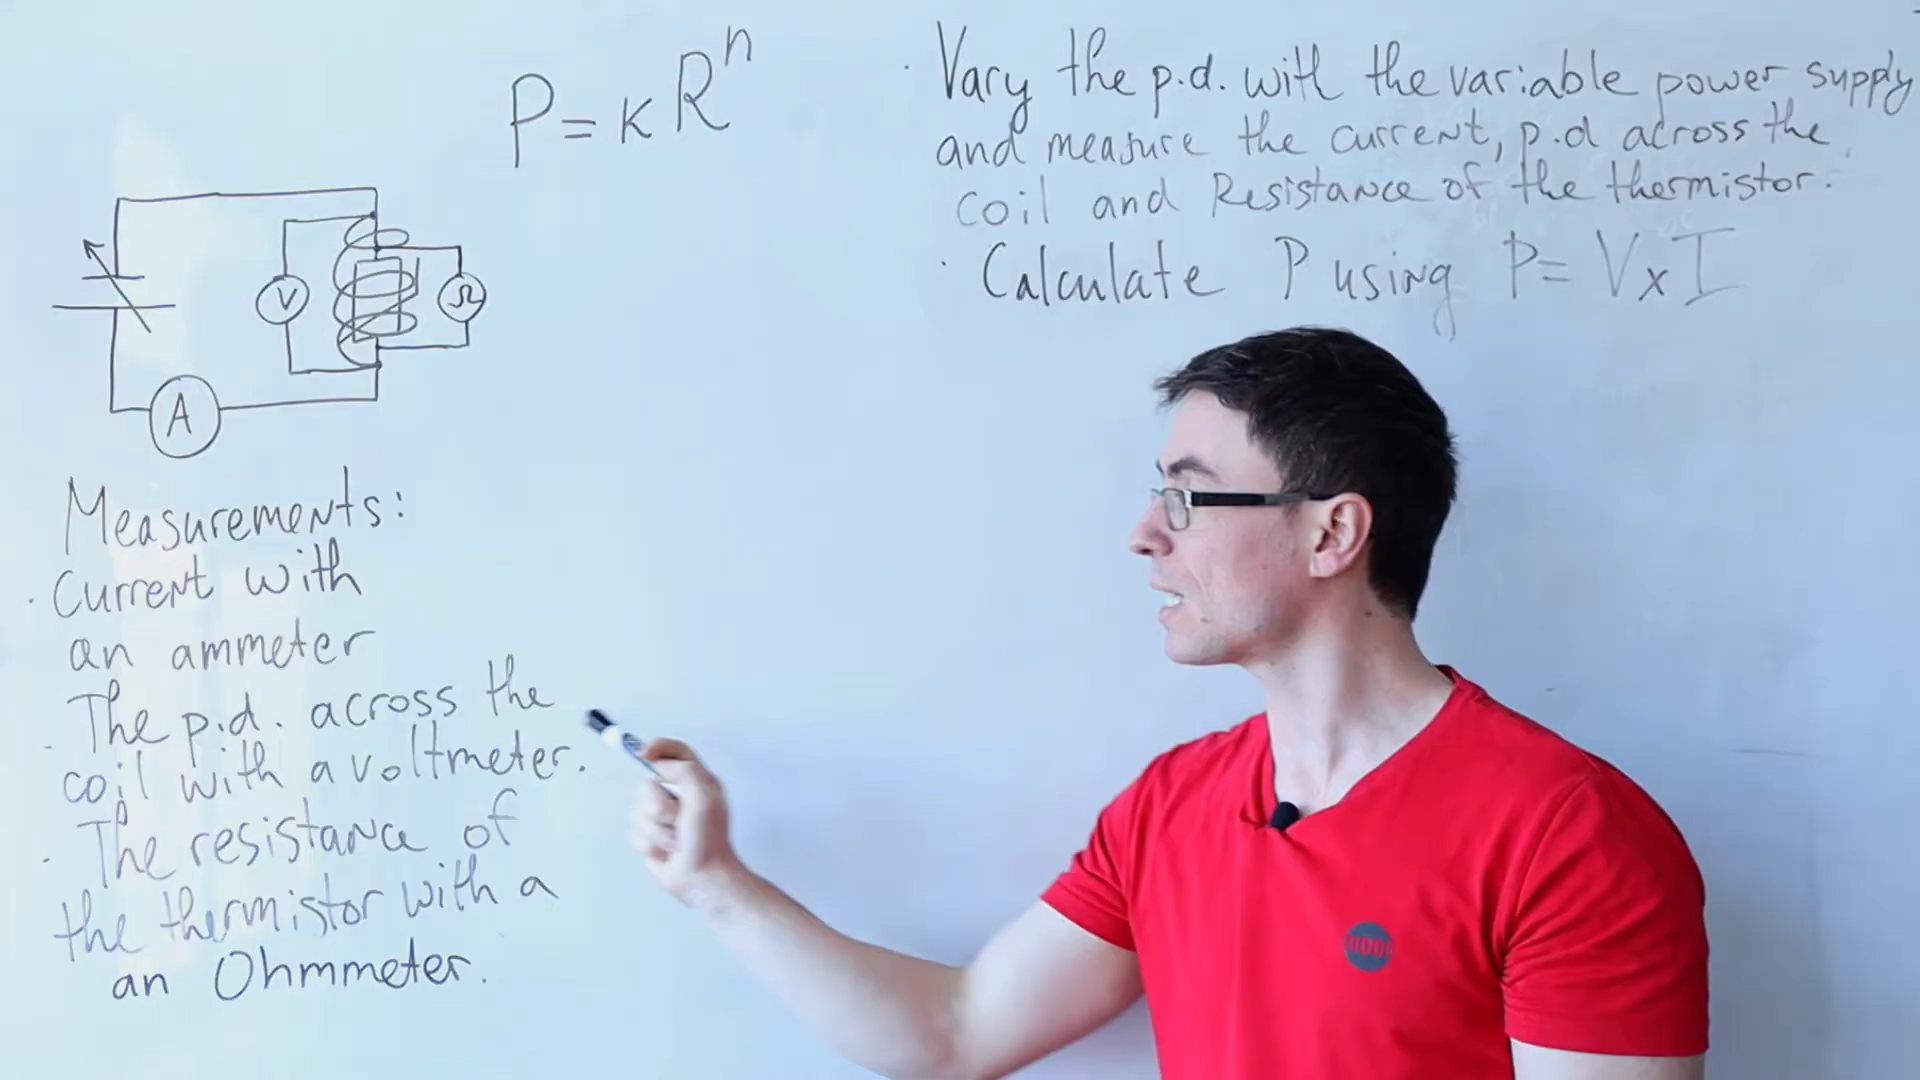 P = K Rⁿ
V
Ω
A
Measurements:
· Current with
an ammeter
· The p.d. across the
coil with a voltmeter.
· The resistance of
the thermistor with a
an Ohmmeter.
· Vary the p.d. with the variable power supply
and measure the current, p.d across the
coil and Resistance of the thermistor.
· Calculate P using P= V x I